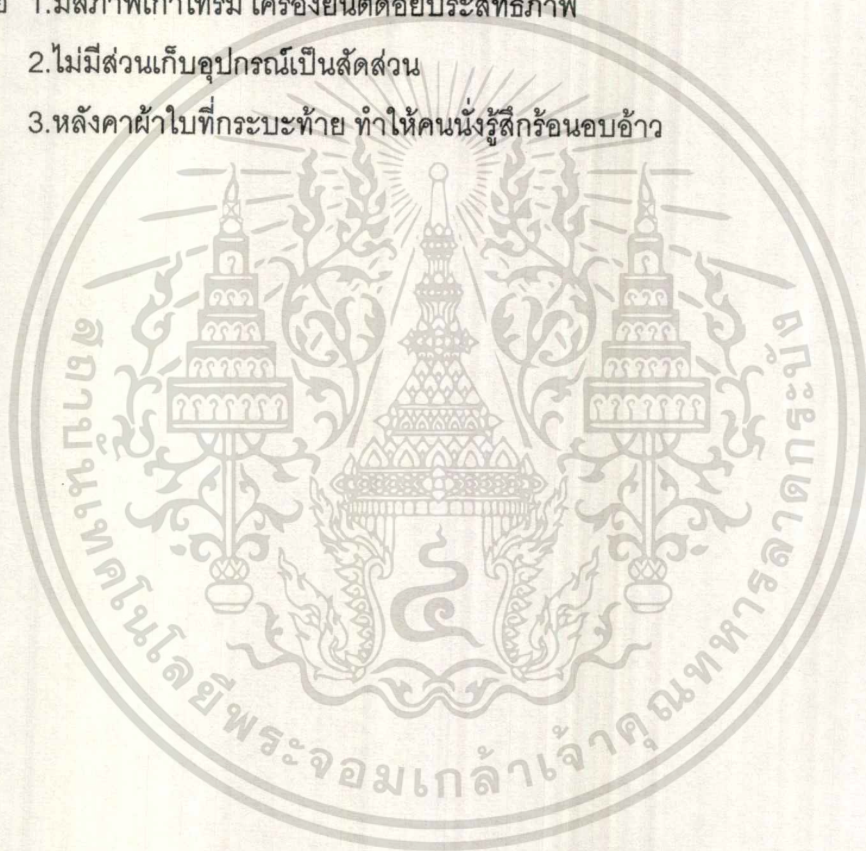 1.มีสภาพเก่าโทรม เครื่องยนต์ด้อยประสิทธิภาพ
2.ไม่มีส่วนเก็บอุปกรณ์เป็นสัดส่วน
3.หลังคาผ้าใบที่กระบะท้าย ทำให้คนนั่งรู้สึกร้อนอบอ้าว
สถาบันเทคโนโลยีพระจอมเกล้าเจ้าคุณทหารลาดกระบัง